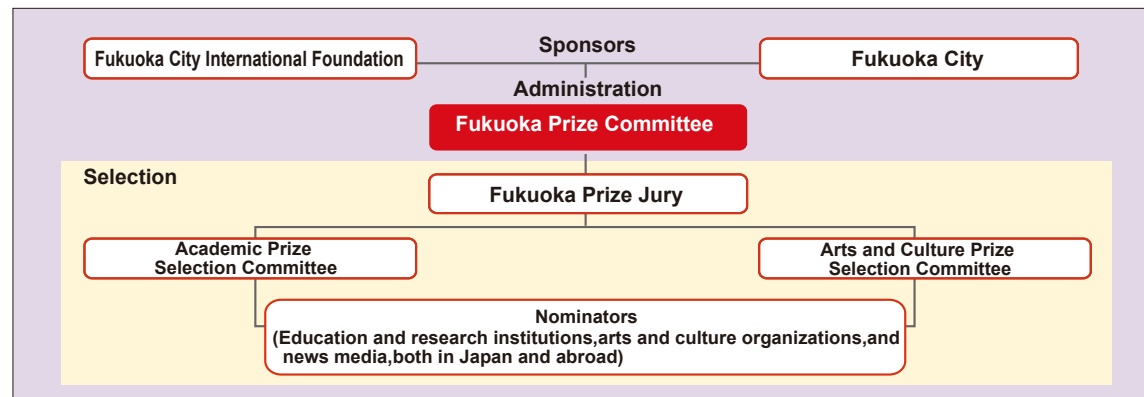 Sponsors
Fukuoka City International Foundation
Fukuoka City
Administration
Fukuoka Prize Committee
Selection
Fukuoka Prize Jury
Academic Prize
Selection Committee
Arts and Culture Prize
Selection Committee
Nominators
(Education and research institutions,arts and culture organizations,and
news media,both in Japan and abroad)